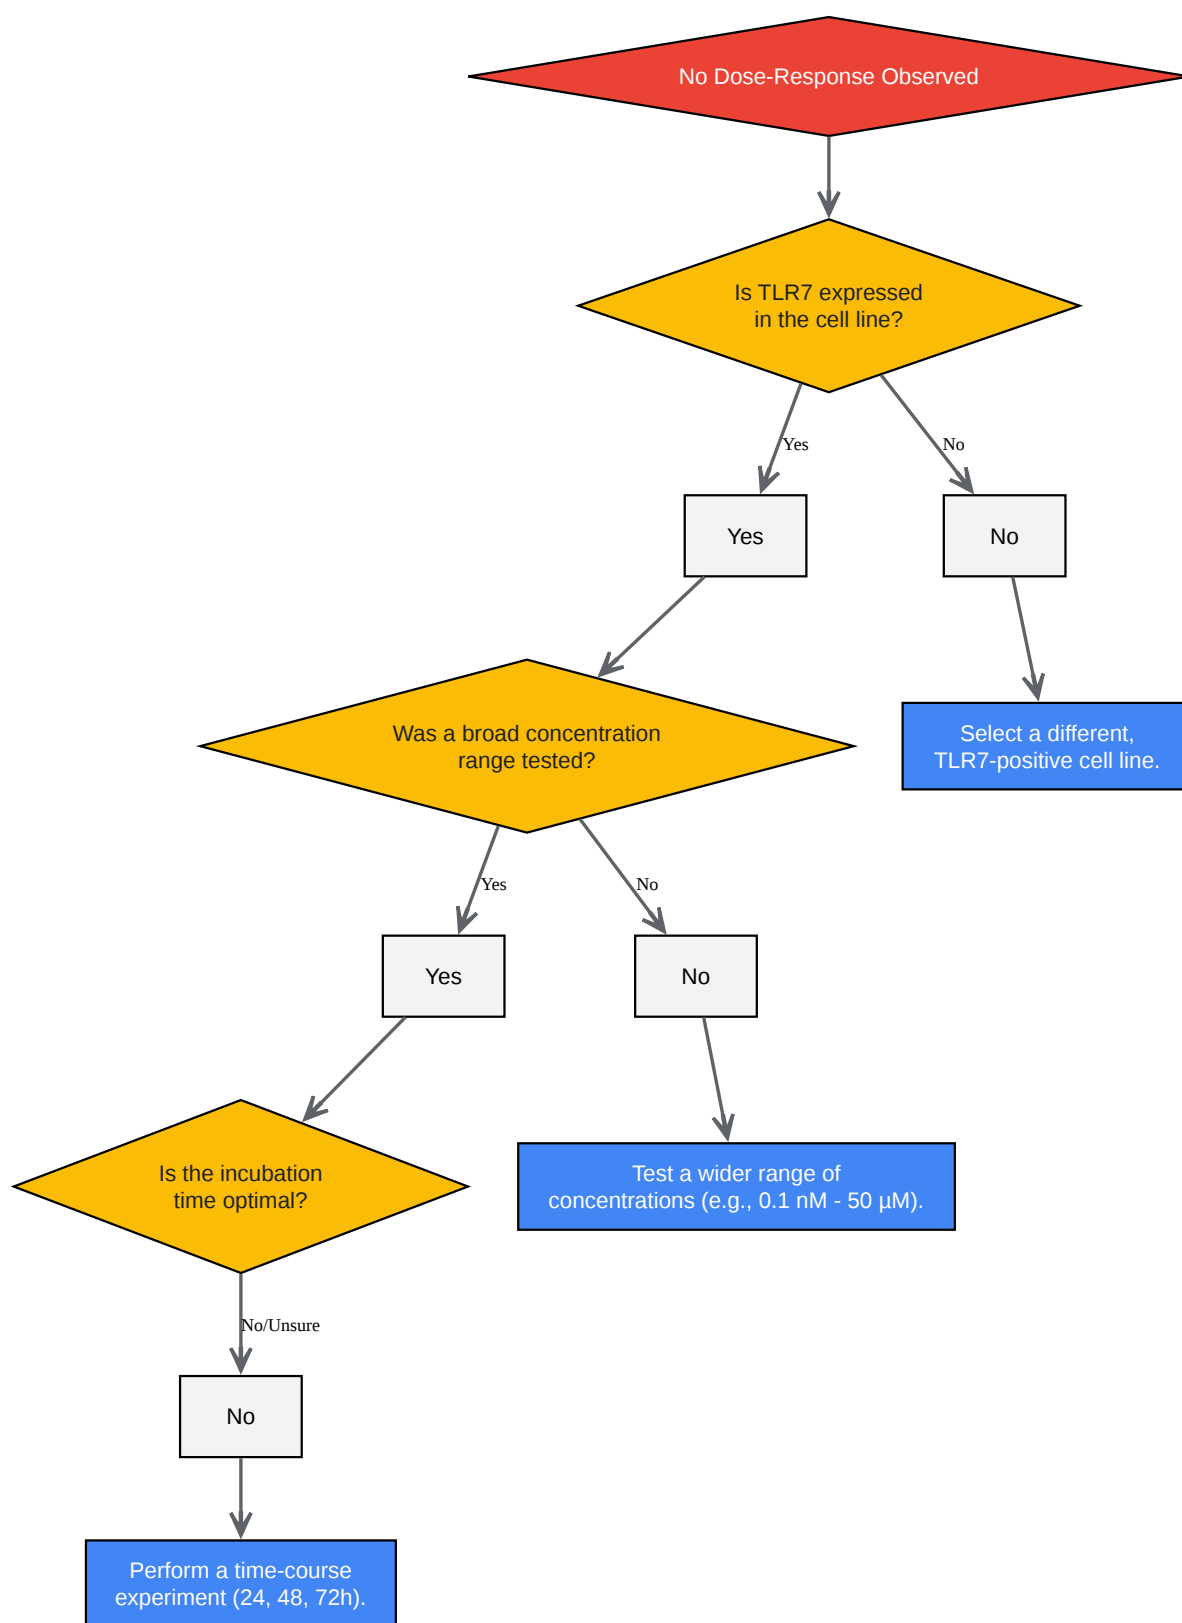 No Dose-Response Observed
Is TLR7 expressed
in the cell line?
Yes
No
Yes
No
Was a broad concentration
range tested?
Select a different,
TLR7-positive cell line.
Yes
No
Yes
No
Is the incubation
time optimal?
Test a wider range of
concentrations (e.g., 0.1 nM - 50 µM).
No/Unsure
No
Perform a time-course
experiment (24, 48, 72h).